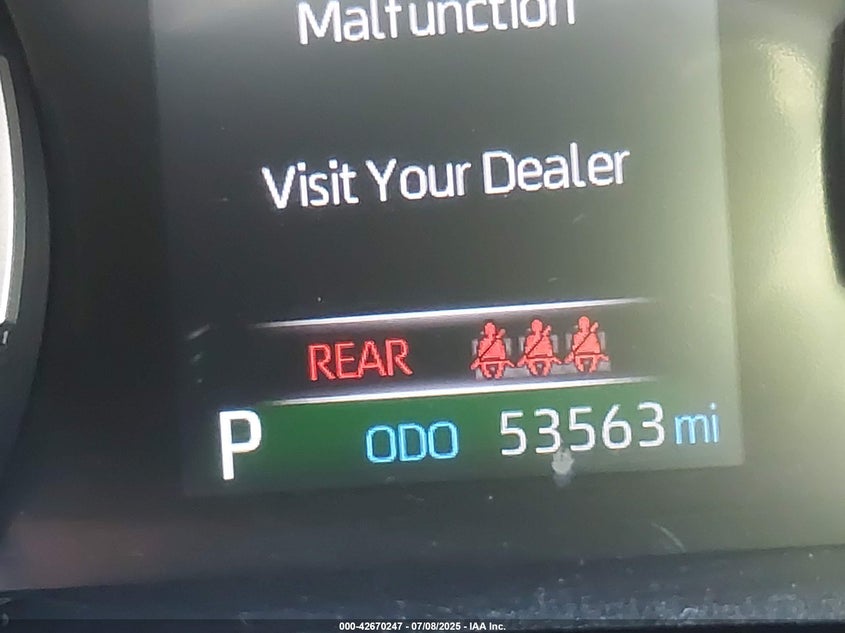 Malfunction
Visit Your Dealer
REAR
P ODO 53563 mi
000-42670247 - 07/08/2025 - IAA Inc.